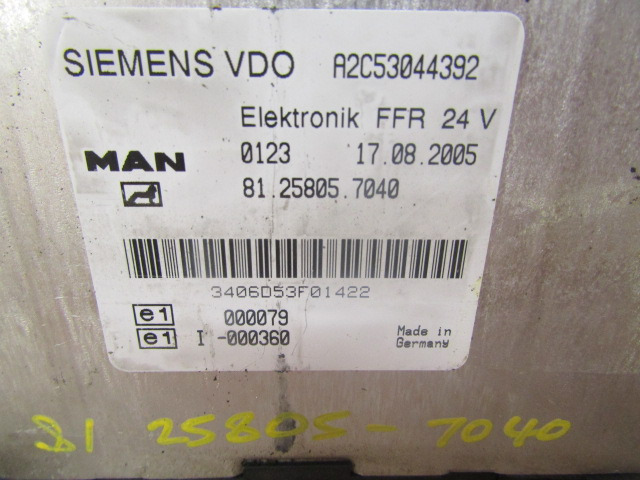 SIEMENS VDO A2C53044392
Elektronik FFR 24 V
MAN 0123 17.08.2005
81.25805.7040
3406D53F01422
e1 000079
e1 I -000360
Made in
Germany
81 25805-7040